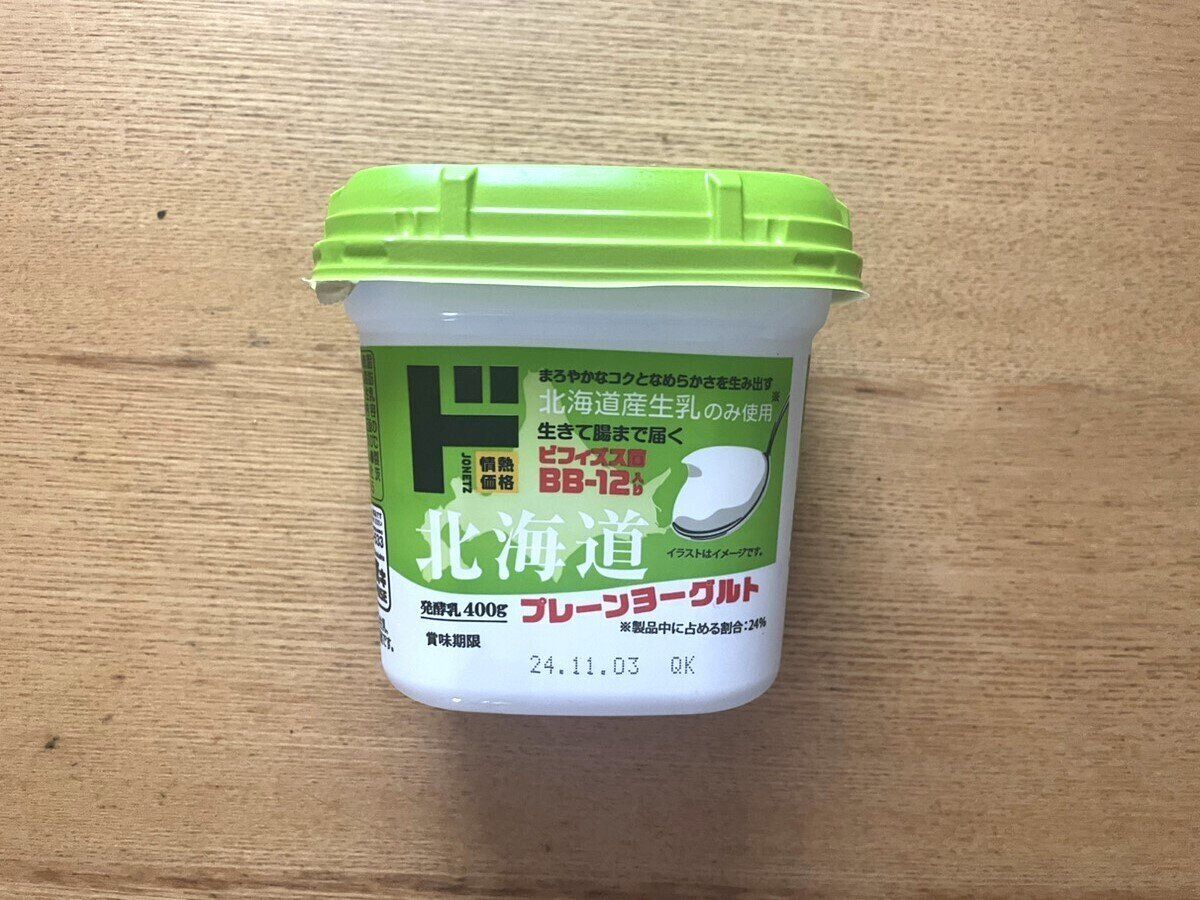 ド
JONETZ
情熱
価格
まろやかなコクとなめらかさを生み出す
北海道産生乳のみ使用※
生きて腸まで届く
ビフィズス菌
BB-12入り
北海道
イラストはイメージです。
発酵乳 400g
プレーンヨーグルト
※製品中に占める割合:24%
賞味期限
24.11.03 QK